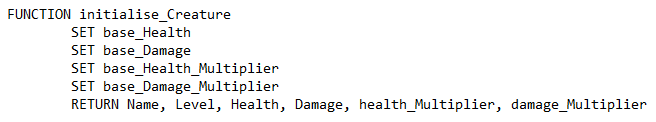 FUNCTION initialise_Creature
SET base_Health
SET base_Damage
SET base_Health_Multiplier
SET base_Damage_Multiplier
RETURN Name, Level, Health, Damage, health_Multiplier, damage_Multiplier